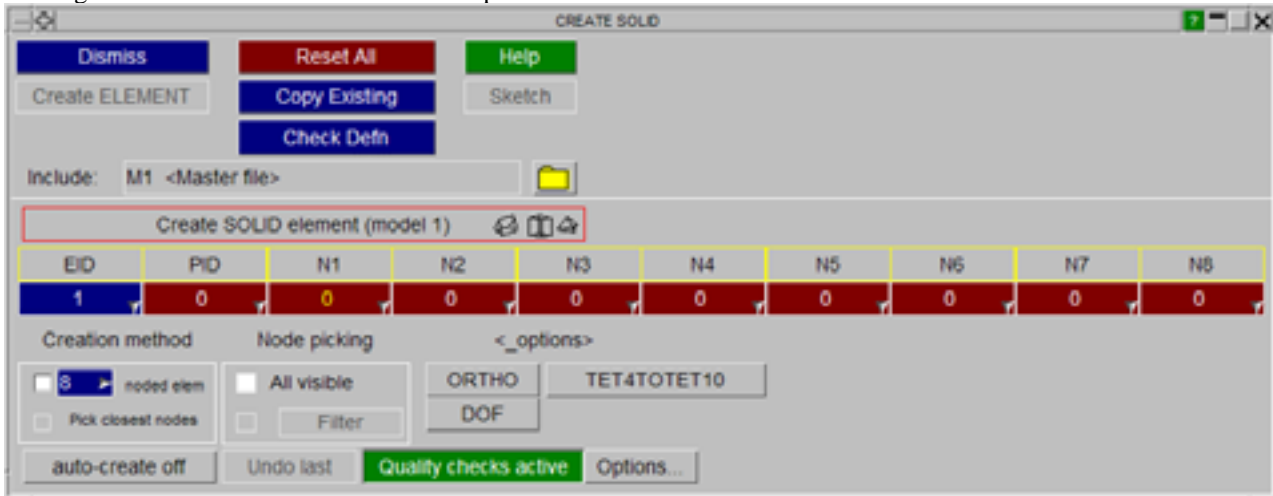 CREATE SOLID ?
Dismiss Reset All Help
Create ELEMENT Copy Existing Sketch
Check Defn
Include: M1 <Master file>
Create SOLID element (model 1)
EID PID N1 N2 N3 N4 N5 N6 N7 N8
1 0 0 0 0 0 0 0 0 0
Creation method Node picking <_options>
8 noded elem All visible ORTHO TET4TOTET10
Pick closest nodes Filter DOF
auto-create off Undo last Quality checks active Options...